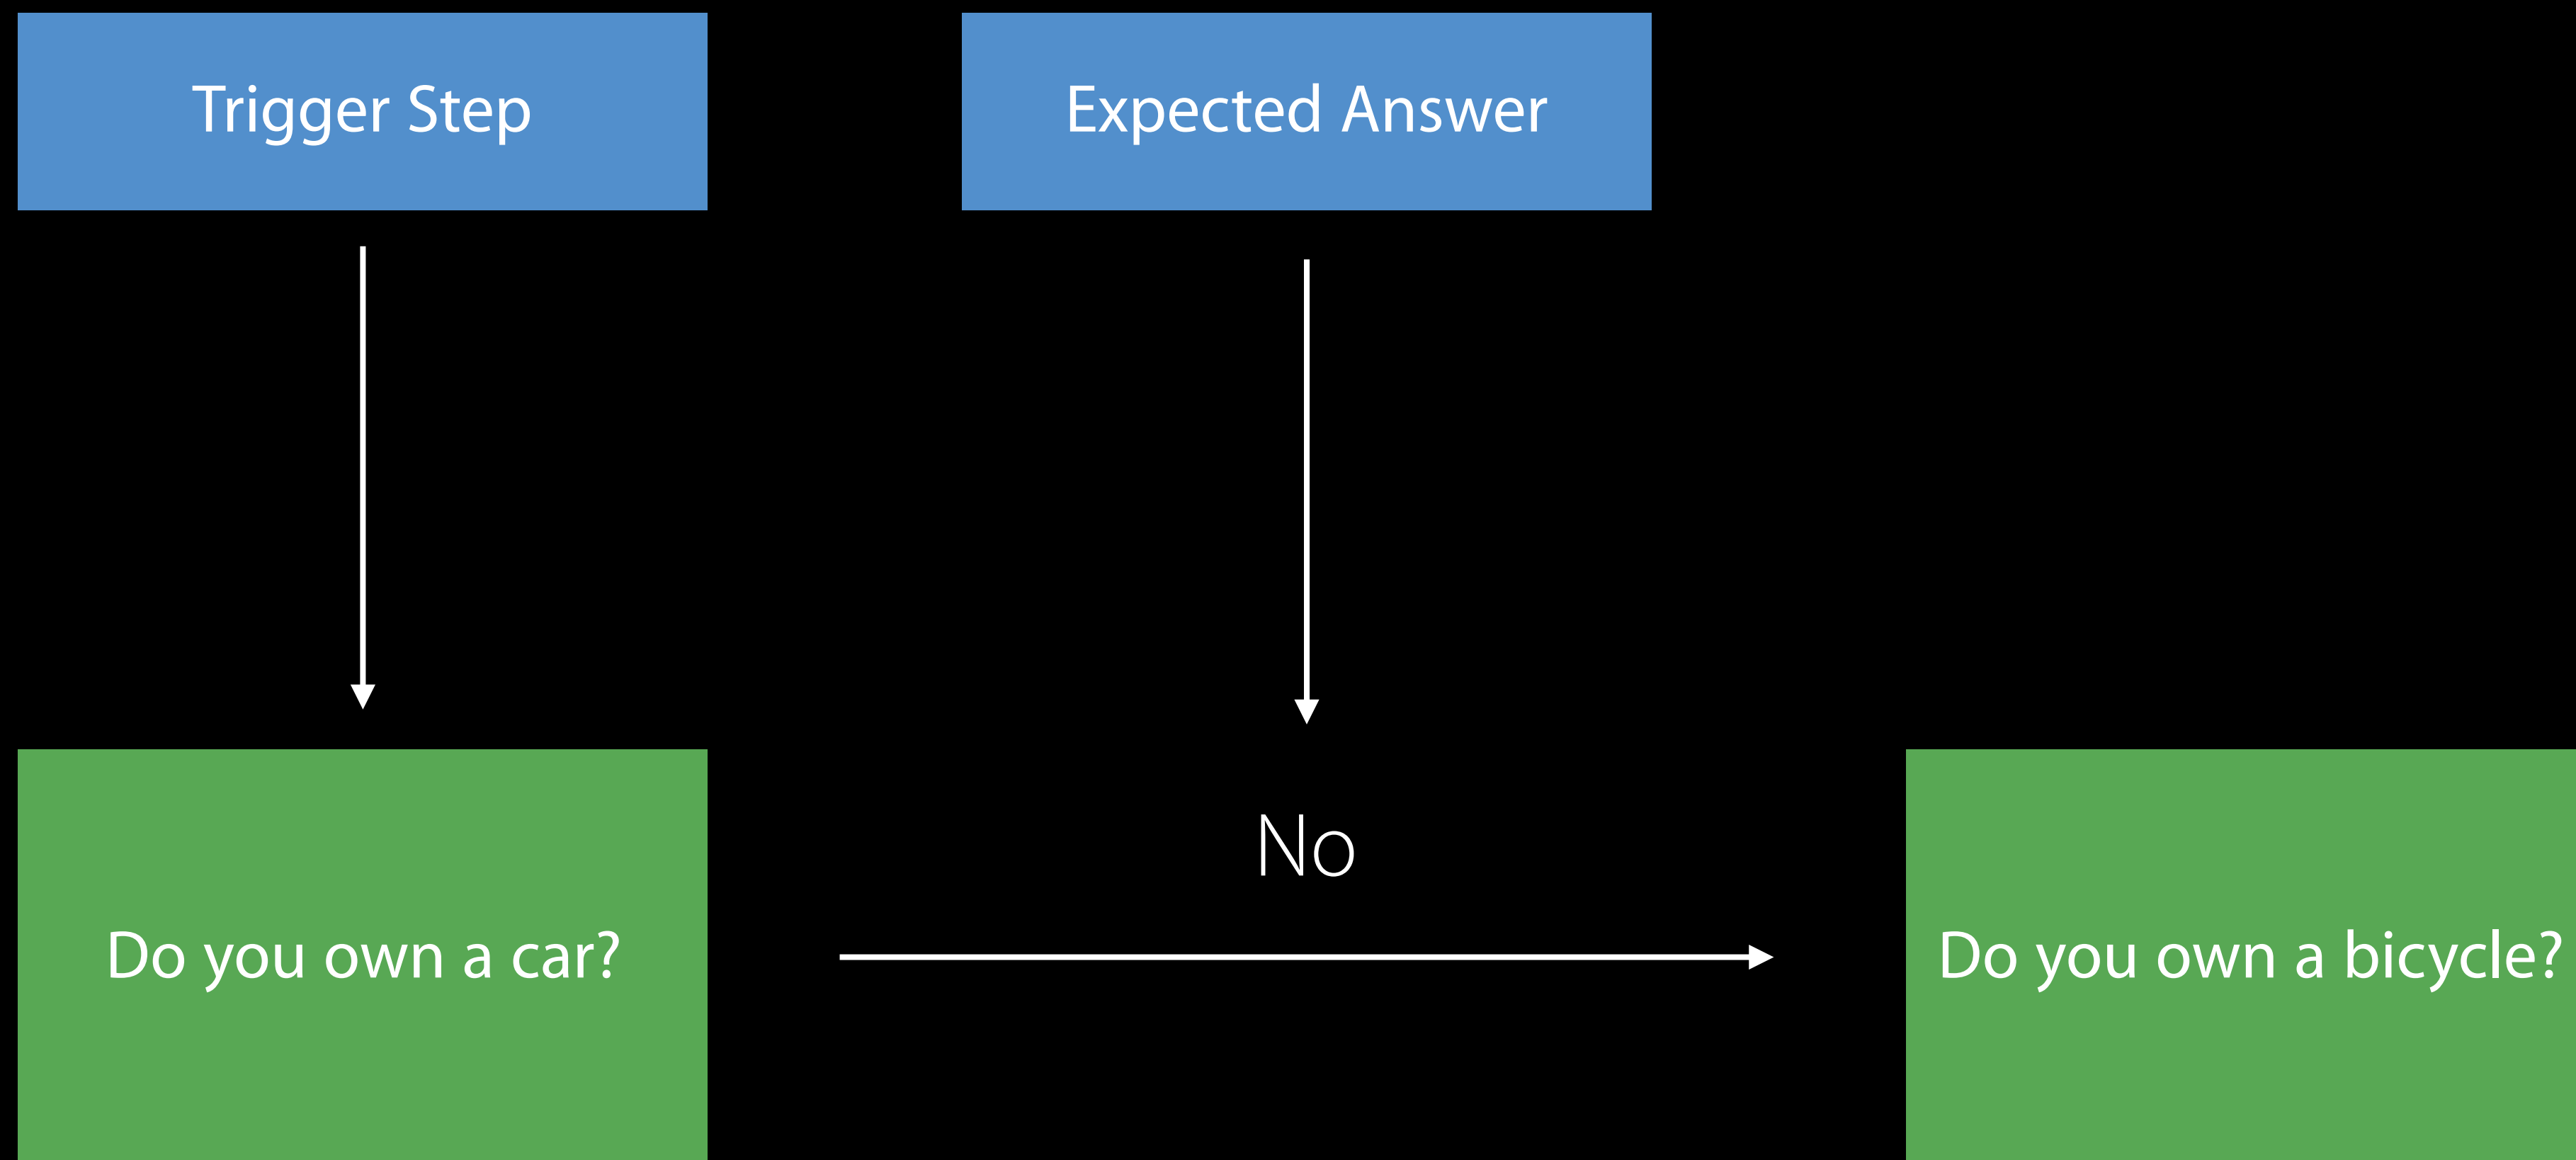 Trigger Step
Expected Answer
No
Do you own a car?
Do you own a bicycle?